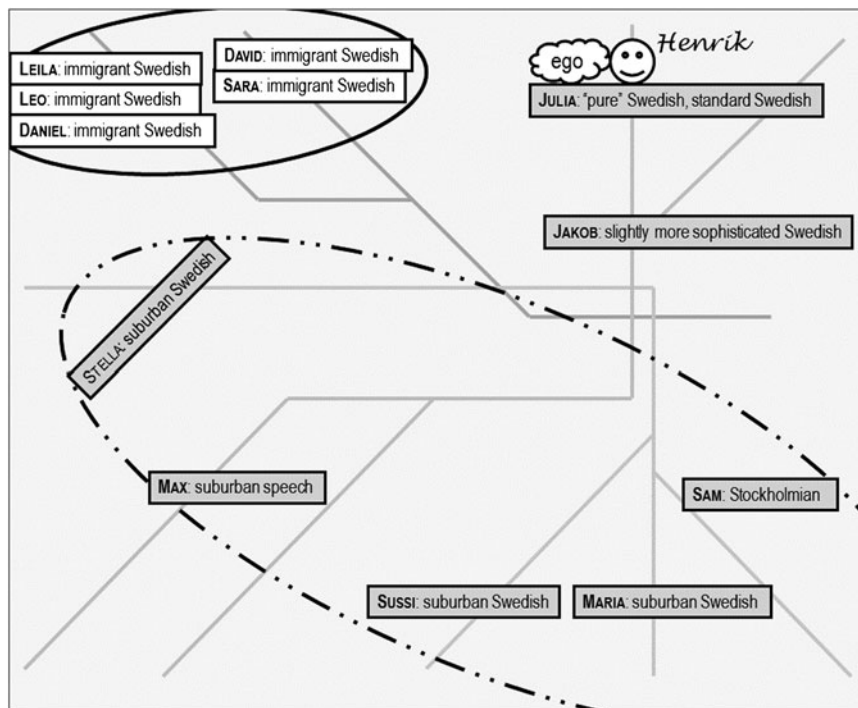 LEILA: immigrant Swedish
LEO: immigrant Swedish
DANIEL: immigrant Swedish
DAVID: immigrant Swedish
SARA: immigrant Swedish
ego
Henrik
JULIA: “pure” Swedish, standard Swedish
JAKOB: slightly more sophisticated Swedish
STELLA: suburban Swedish
MAX: suburban speech
SAM: Stockholmian
SUSSI: suburban Swedish
MARIA: suburban Swedish